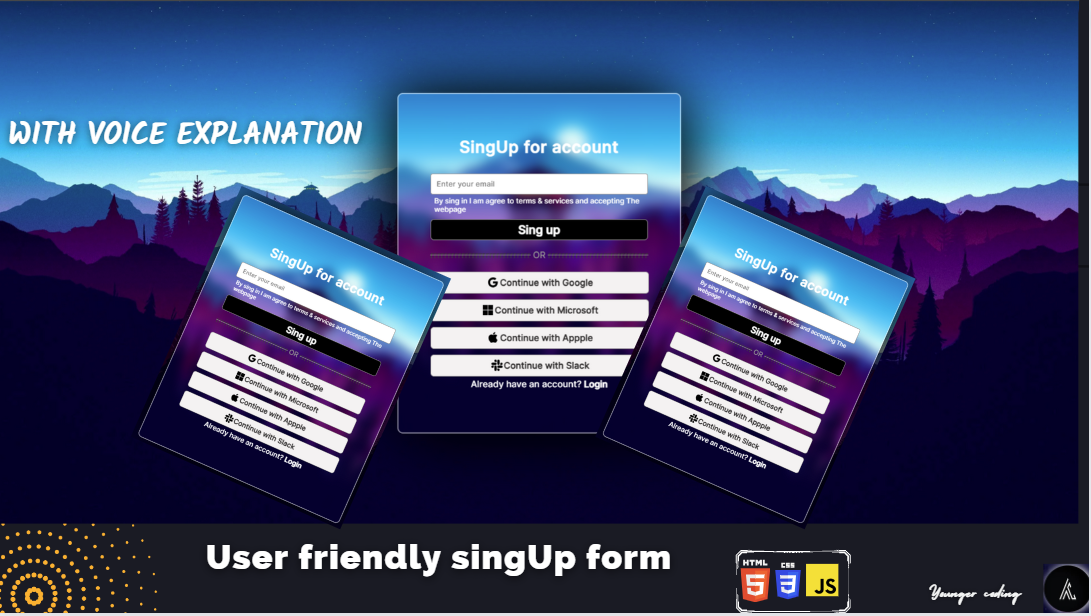 WITH VOICE EXPLANATION
SingUp for account
Enter your email
By sing in I am agree to terms & services and accepting The
webpage
Sing up
OR
Continue with Google
Continue with Microsoft
Continue with Appple
Continue with Slack
Already have an account? Login
SingUp for account
Enter your email
By sing in I am agree to terms & services and accepting The
webpage
Sing up
OR
Continue with Google
Continue with Microsoft
Continue with Appple
Continue with Slack
Already have an account? Login
SingUp for account
Enter your email
By sing in I am agree to terms & services and accepting The
webpage
Sing up
OR
Continue with Google
Continue with Microsoft
Continue with Appple
Continue with Slack
Already have an account? Login
User friendly singUp form
HTML
5
CSS
3
JS
Younger coding